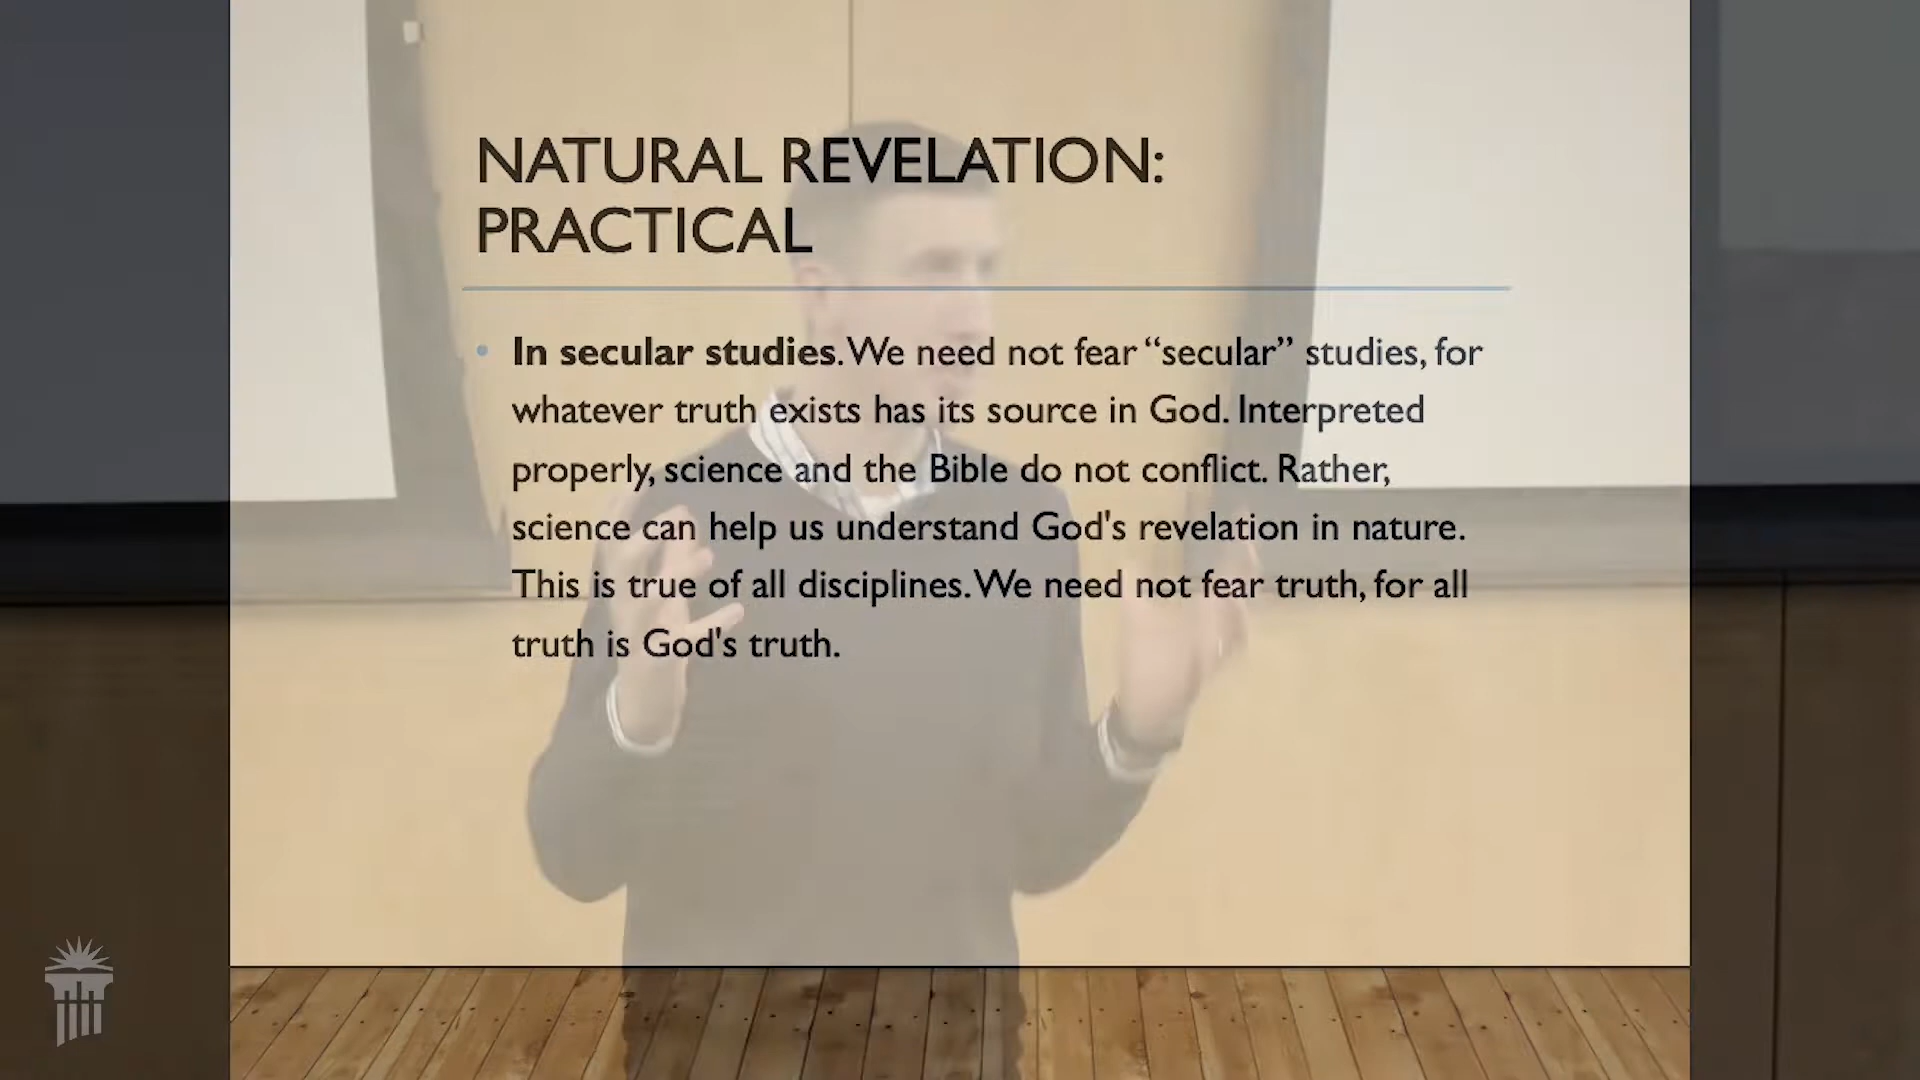 NATURAL REVELATION:
PRACTICAL
• In secular studies. We need not fear “secular” studies, for
whatever truth exists has its source in God. Interpreted
properly, science and the Bible do not conflict. Rather,
science can help us understand God's revelation in nature.
This is true of all disciplines. We need not fear truth, for all
truth is God's truth.